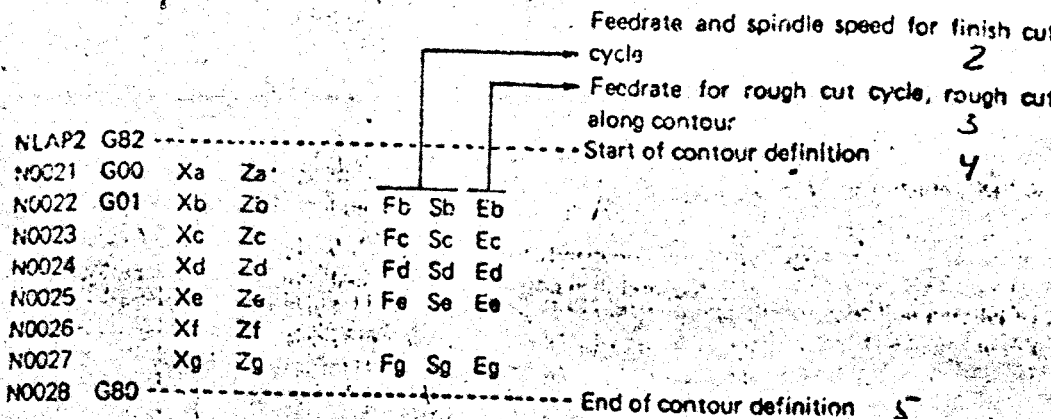 Feedrate and spindle speed for finish cut
cycle 2
Feedrate for rough cut cycle, rough cut
along contour 3
NLAP2 G82 Start of contour definition 4
N0021 G00 Xa Za
N0022 G01 Xb Zb Fb Sb Eb
N0023 Xc Zc Fc Sc Ec
N0024 Xd Zd Fd Sd Ed
N0025 Xe Ze Fe Se Ee
N0026 Xf Zf
N0027 Xg Zg Fg Sg Eg
N0028 G80 End of contour definition 5